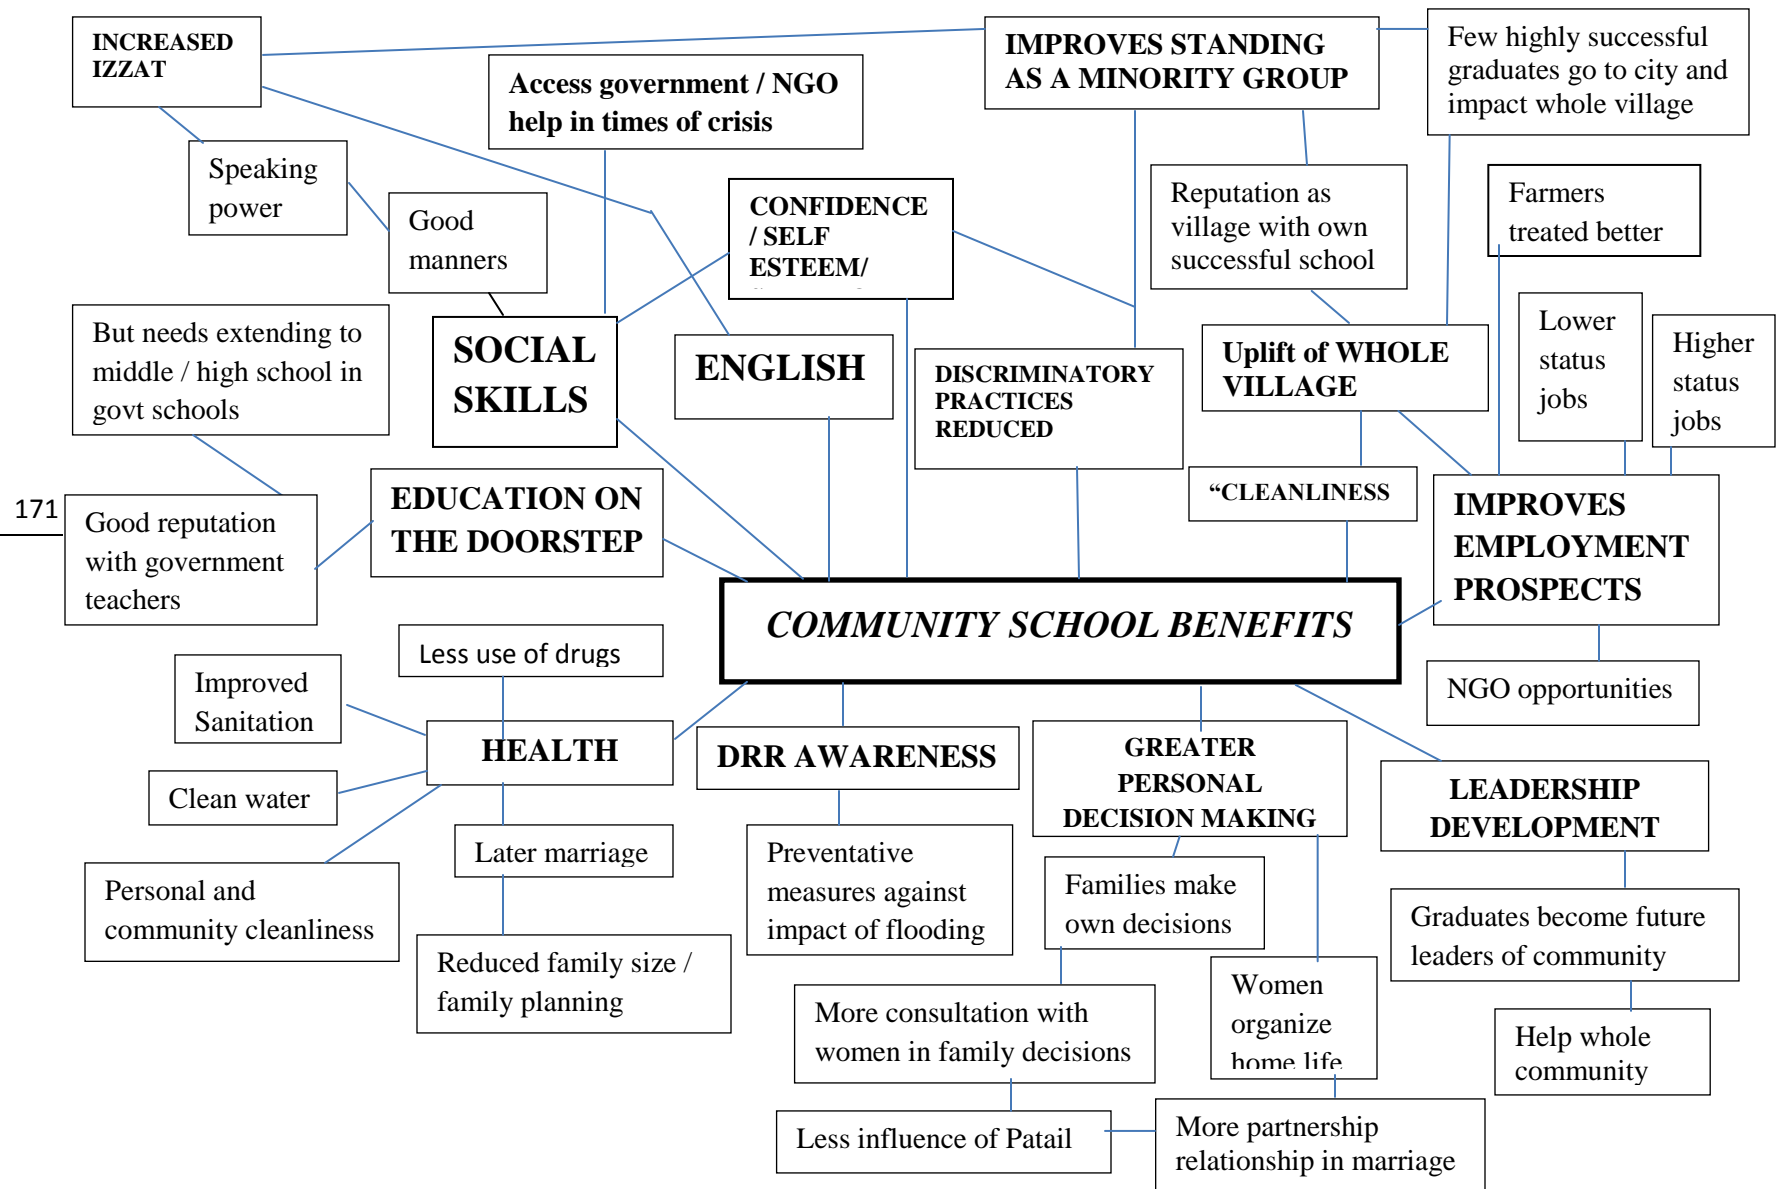 INCREASED
IZZAT
Access government / NGO
help in times of crisis
IMPROVES STANDING
AS A MINORITY GROUP
Few highly successful
graduates go to city and
impact whole village
Speaking
power
Good
manners
CONFIDENCE
/ SELF
ESTEEM/
Reputation as
village with own
successful school
Farmers
treated better
But needs extending to
middle / high school in
govt schools
SOCIAL
SKILLS
ENGLISH
DISCRIMINATORY
PRACTICES
REDUCED
Uplift of WHOLE
VILLAGE
Lower
status
jobs
Higher
status
jobs
171
Good reputation
with government
teachers
EDUCATION ON
THE DOORSTEP
“CLEANLINESS
IMPROVES
EMPLOYMENT
PROSPECTS
COMMUNITY SCHOOL BENEFITS
Less use of drugs
Improved
Sanitation
NGO opportunities
HEALTH
DRR AWARENESS
GREATER
PERSONAL
DECISION MAKING
LEADERSHIP
DEVELOPMENT
Clean water
Later marriage
Preventative
measures against
impact of flooding
Families make
own decisions
Personal and
community cleanliness
Graduates become future
leaders of community
Reduced family size /
family planning
More consultation with
women in family decisions
Women
organize
home life
Help whole
community
Less influence of Patail
More partnership
relationship in marriage